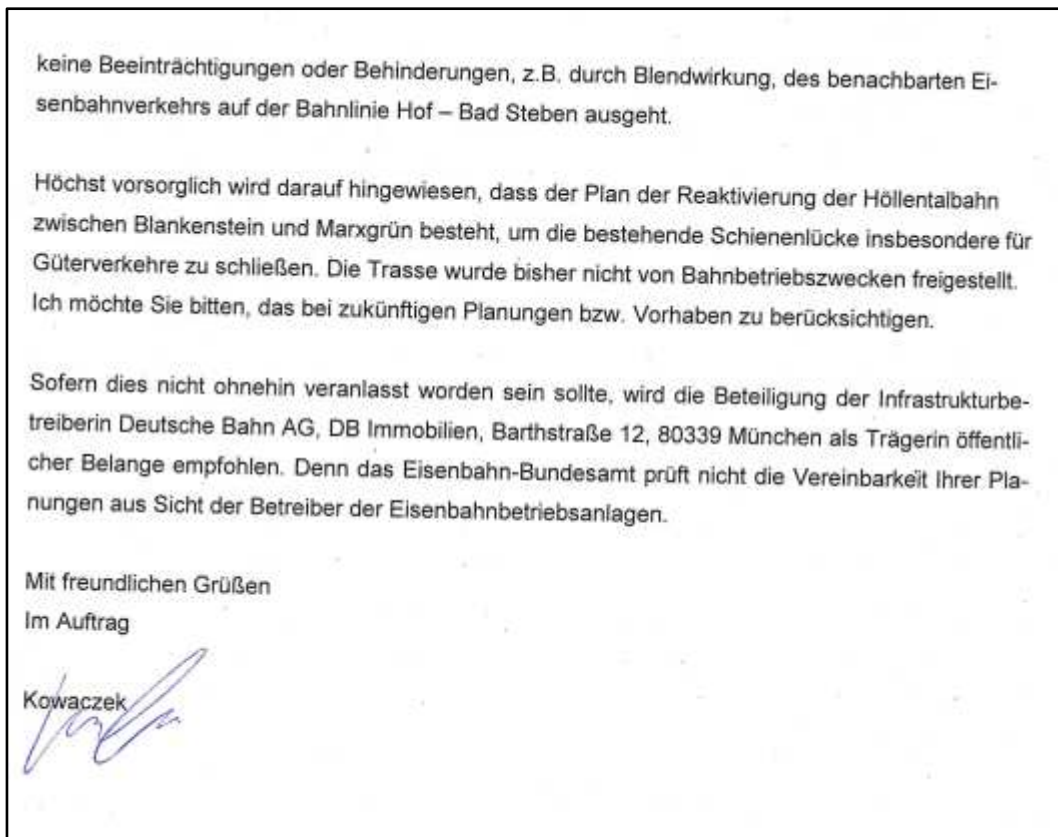 keine Beeinträchtigungen oder Behinderungen, z.B. durch Blendwirkung, des benachbarten Ei-
senbahnverkehrs auf der Bahnlinie Hof – Bad Steben ausgeht.
Höchst vorsorglich wird darauf hingewiesen, dass der Plan der Reaktivierung der Höllentalbahn
zwischen Blankenstein und Marxgrün besteht, um die bestehende Schienenlücke insbesondere für
Güterverkehre zu schließen. Die Trasse wurde bisher nicht von Bahnbetriebszwecken freigestellt.
Ich möchte Sie bitten, das bei zukünftigen Planungen bzw. Vorhaben zu berücksichtigen.
Sofern dies nicht ohnehin veranlasst worden sein sollte, wird die Beteiligung der Infrastrukturbe-
treiberin Deutsche Bahn AG, DB Immobilien, Barthstraße 12, 80339 München als Trägerin öffentli-
cher Belange empfohlen. Denn das Eisenbahn-Bundesamt prüft nicht die Vereinbarkeit Ihrer Pla-
nungen aus Sicht der Betreiber der Eisenbahnbetriebsanlagen.
Mit freundlichen Grüßen
Im Auftrag
Kowaczek